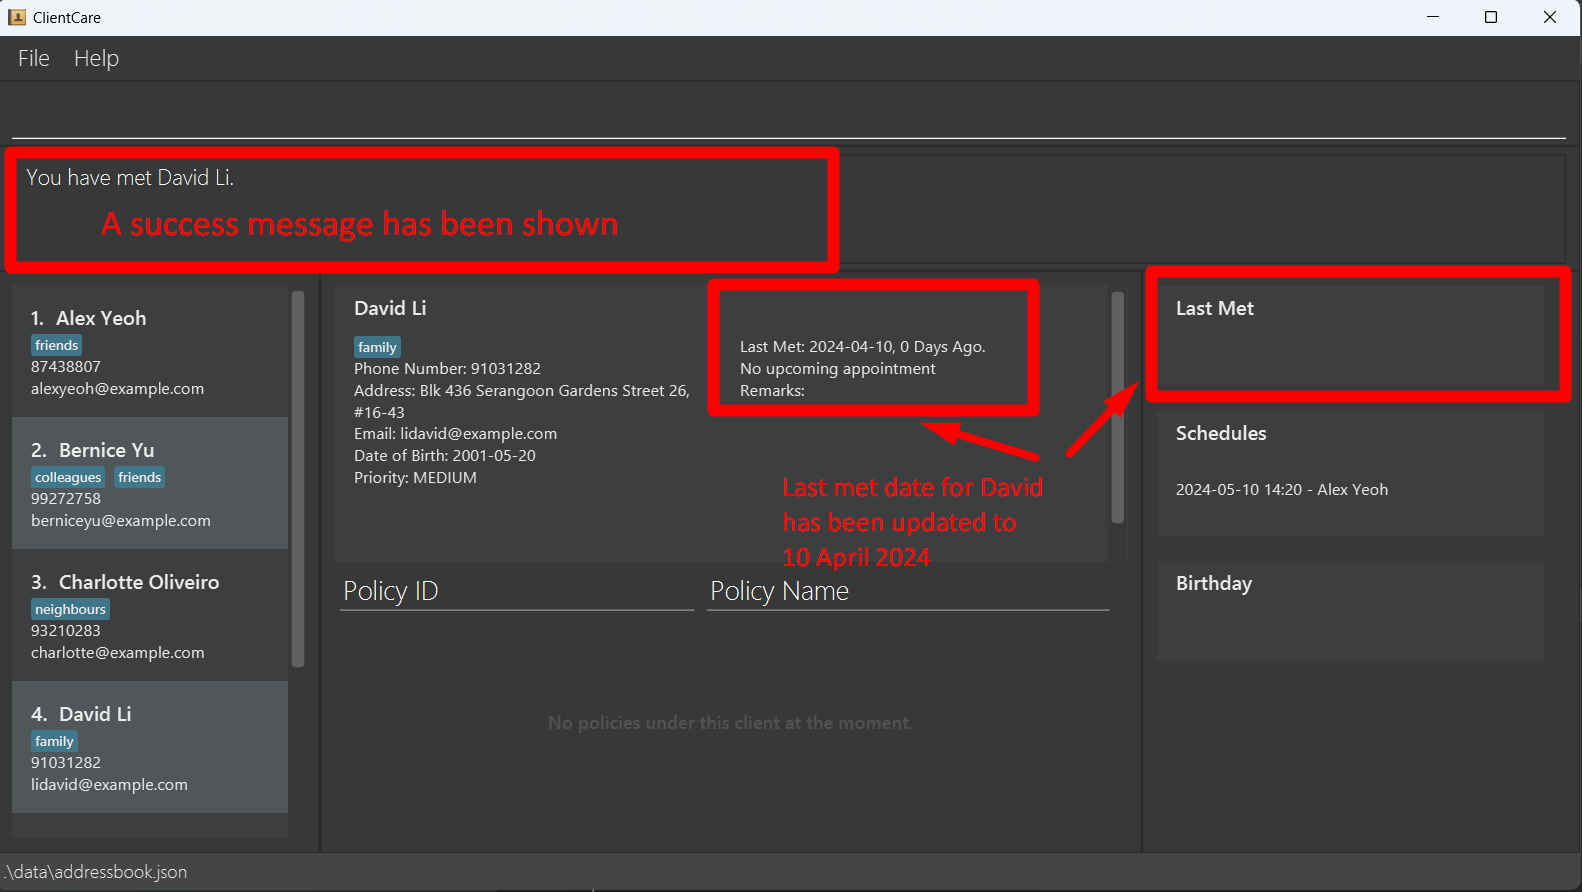 ClientCare
File Help
You have met David Li.
A success message has been shown
1. Alex Yeoh
friends
87438807
alexyeoh@example.com
2. Bernice Yu
colleagues friends
99272758
berniceyu@example.com
3. Charlotte Oliveiro
neighbours
93210283
charlotte@example.com
4. David Li
family
91031282
lidavid@example.com
David Li
family
Phone Number: 91031282
Address: Blk 436 Serangoon Gardens Street 26,
#16-43
Email: lidavid@example.com
Date of Birth: 2001-05-20
Priority: MEDIUM
Last Met: 2024-04-10, 0 Days Ago.
No upcoming appointment
Remarks:
Last met date for David
has been updated to
10 April 2024
Policy ID Policy Name
No policies under this client at the moment.
Last Met
Schedules
2024-05-10 14:20 - Alex Yeoh
Birthday
.\data\addressbook.json